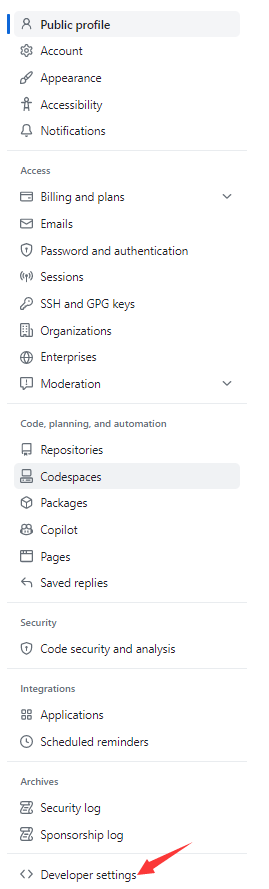 Public profile
Account
Appearance
Accessibility
Notifications
Access
Billing and plans
Emails
Password and authentication
Sessions
SSH and GPG keys
Organizations
Enterprises
Moderation
Code, planning, and automation
Repositories
Codespaces
Packages
Copilot
Pages
Saved replies
Security
Code security and analysis
Integrations
Applications
Scheduled reminders
Archives
Security log
Sponsorship log
Developer settings